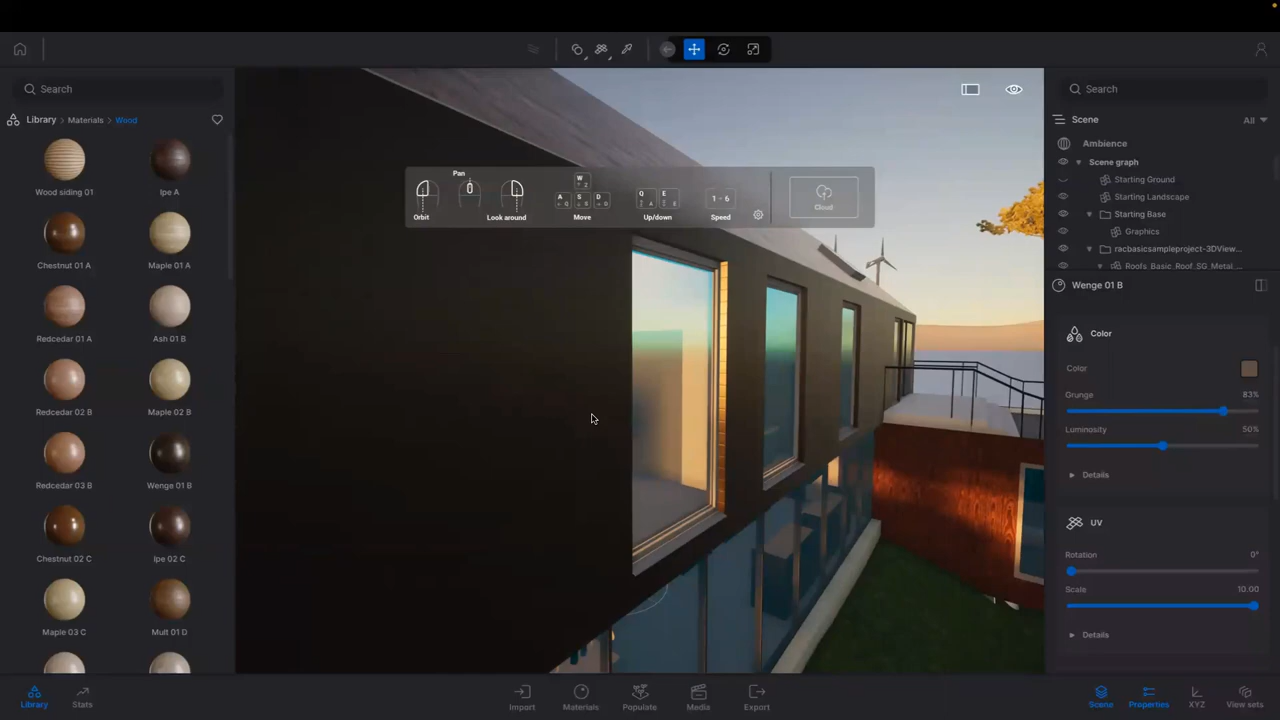 Search
Library > Materials > Wood
Wood siding 01
Ipe A
Chestnut 01 A
Maple 01 A
Redcedar 01 A
Ash 01 B
Redcedar 02 B
Maple 02 B
Redcedar 03 B
Wenge 01 B
Chestnut 02 C
Ipe 02 C
Maple 03 C
Mult 01 D
Library
Stats
Pan
Orbit
Look around
W
A
S
D
Move
Q
E
Up/down
1 - 6
Speed
Cloud
Import
Materials
Populate
Media
Export
Search
Scene
All
Ambience
Scene graph
Starting Ground
Starting Landscape
Starting Base
Graphics
racbasicsampleproject-3DView...
Roofs_Basic_Roof_SG_Metal_...
Wenge 01 B
Color
Color
Grunge 83%
Luminosity 50%
Details
UV
Rotation 0°
Scale 10.00
Details
Scene
Properties
XYZ
View sets